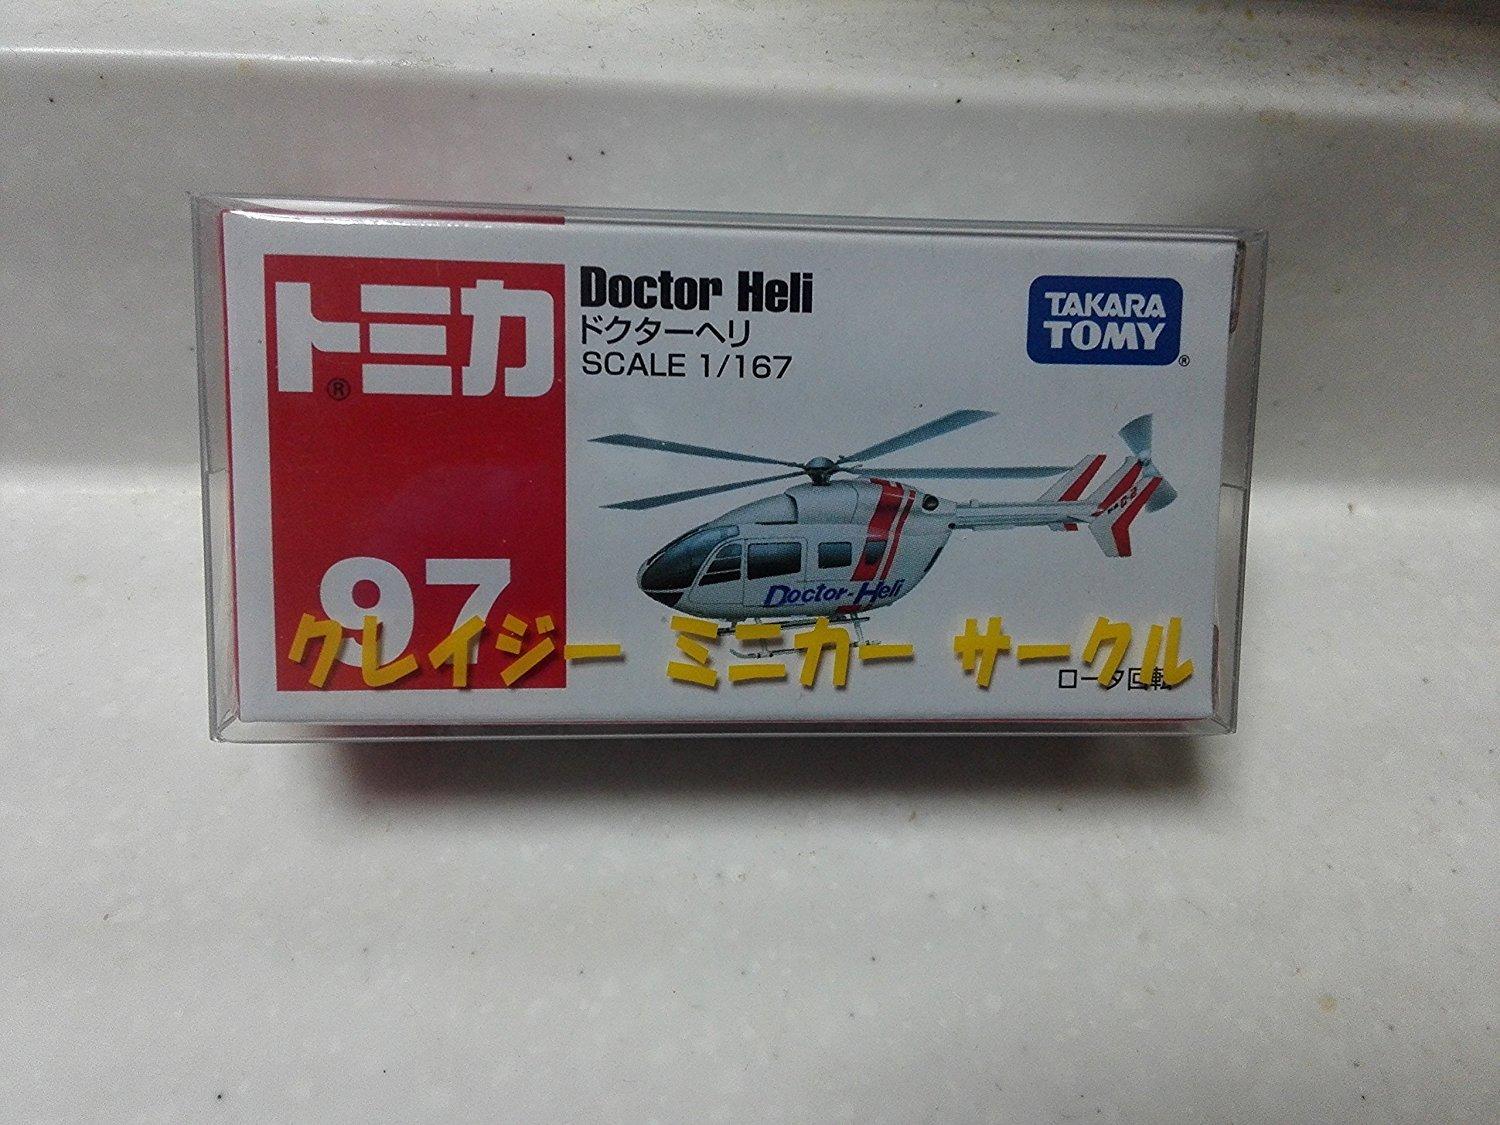 トミカ
®
Doctor Heli
ドクターヘリ
SCALE 1/167
TAKARA
TOMY
®
Doctor-Heli
97
クレイジー ミニカー サークル
ロータ回転